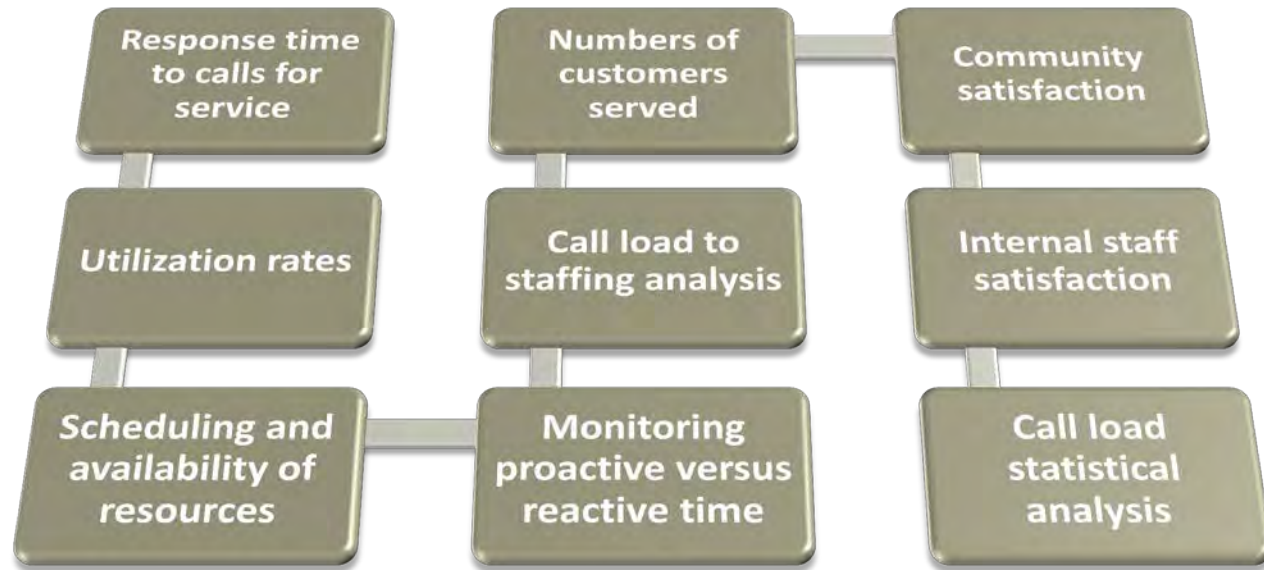 Response time
to calls for
service
Utilization rates
Scheduling and
availability of
resources
Monitoring
proactive versus
reactive time
Call load to
staffing analysis
Numbers of
customers
served
Community
satisfaction
Internal staff
satisfaction
Call load
statistical
analysis